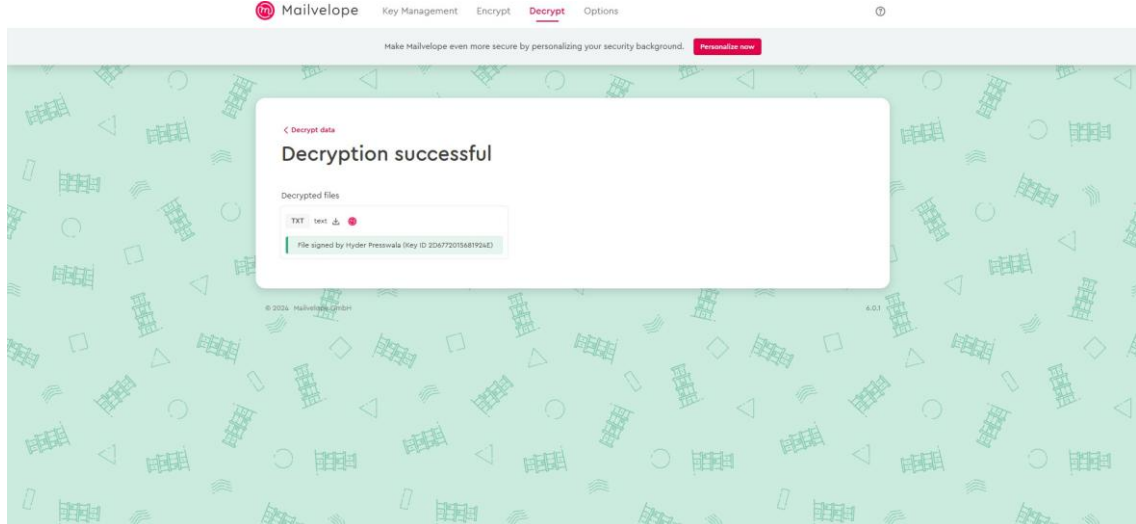 Mailvelope Key Management Encrypt Decrypt Options
Make Mailvelope even more secure by personalizing your security background. Personalize now
Decrypt data
Decryption successful
Decrypted files
TXT text
File signed by Hyder Presswala (Key ID 2D6772015681924E)
© 2024 Mailvelope GmbH 6.0.1